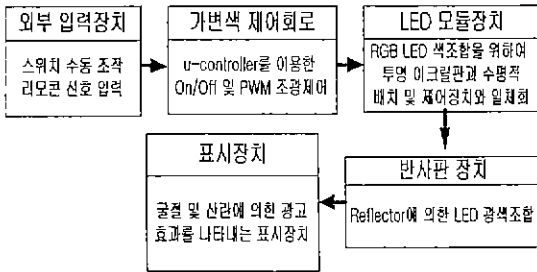 외부 입력장치
스위치 수동 조작
리모콘 신호 입력
가변색 제어회로
u-controller를 이용한
On/Off 및 PWM 조광제어
LED 모듈장치
RGB LED 색조합을 위하여
투명 아크릴판과 수평적
배치 및 제어장치와 일체화
반사판 장치
Reflector에 의한 LED 광색조합
표시장치
굴절 및 산란에 의한 광고
효과를 나타내는 표시장치